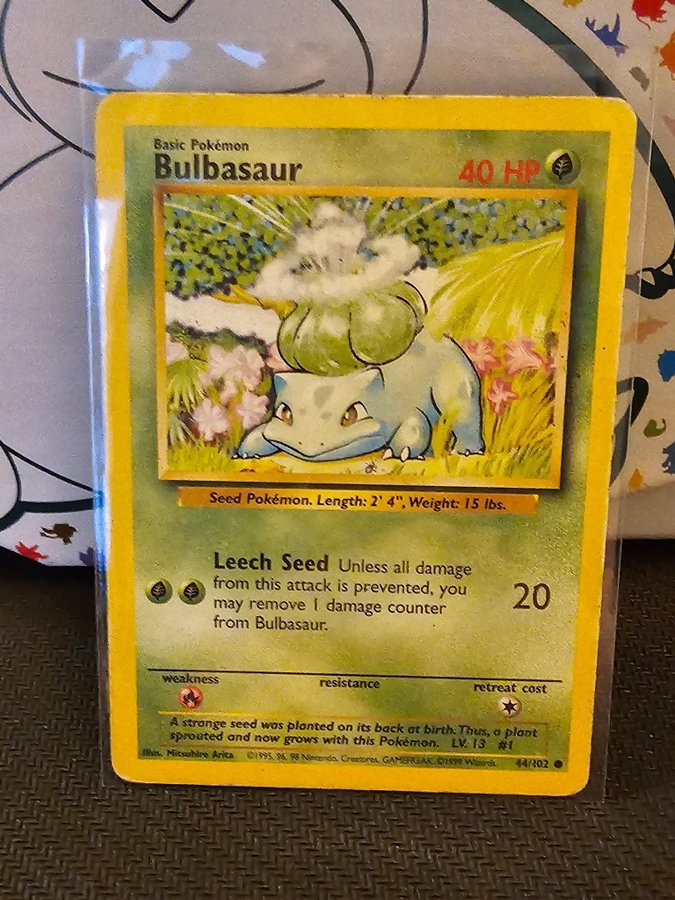 Basic Pokémon
Bulbasaur
40 HP
Seed Pokémon. Length: 2' 4", Weight: 15 lbs.
Leech Seed Unless all damage
from this attack is prevented, you
may remove 1 damage counter
from Bulbasaur.
20
weakness
resistance
retreat cost
A strange seed was planted on its back at birth. Thus, a plant
sprouted and now grows with this Pokémon. LV. 13 #1
Illus. Mitsuhiro Arita ©1995, 96, 98 Nintendo, Creatures, GAMEFREAK. ©1999 Wizards. 44/102